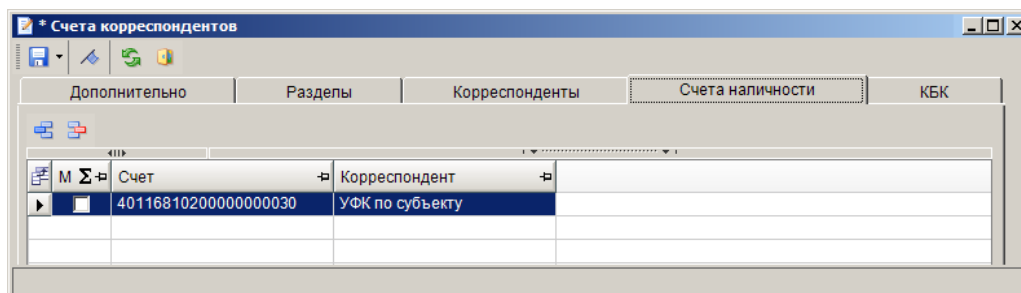 * Счета корреспондентов
Дополнительно Разделы Корреспонденты Счета наличности КБК
М Σ Счет Корреспондент
40116810200000000030 УФК по субъекту